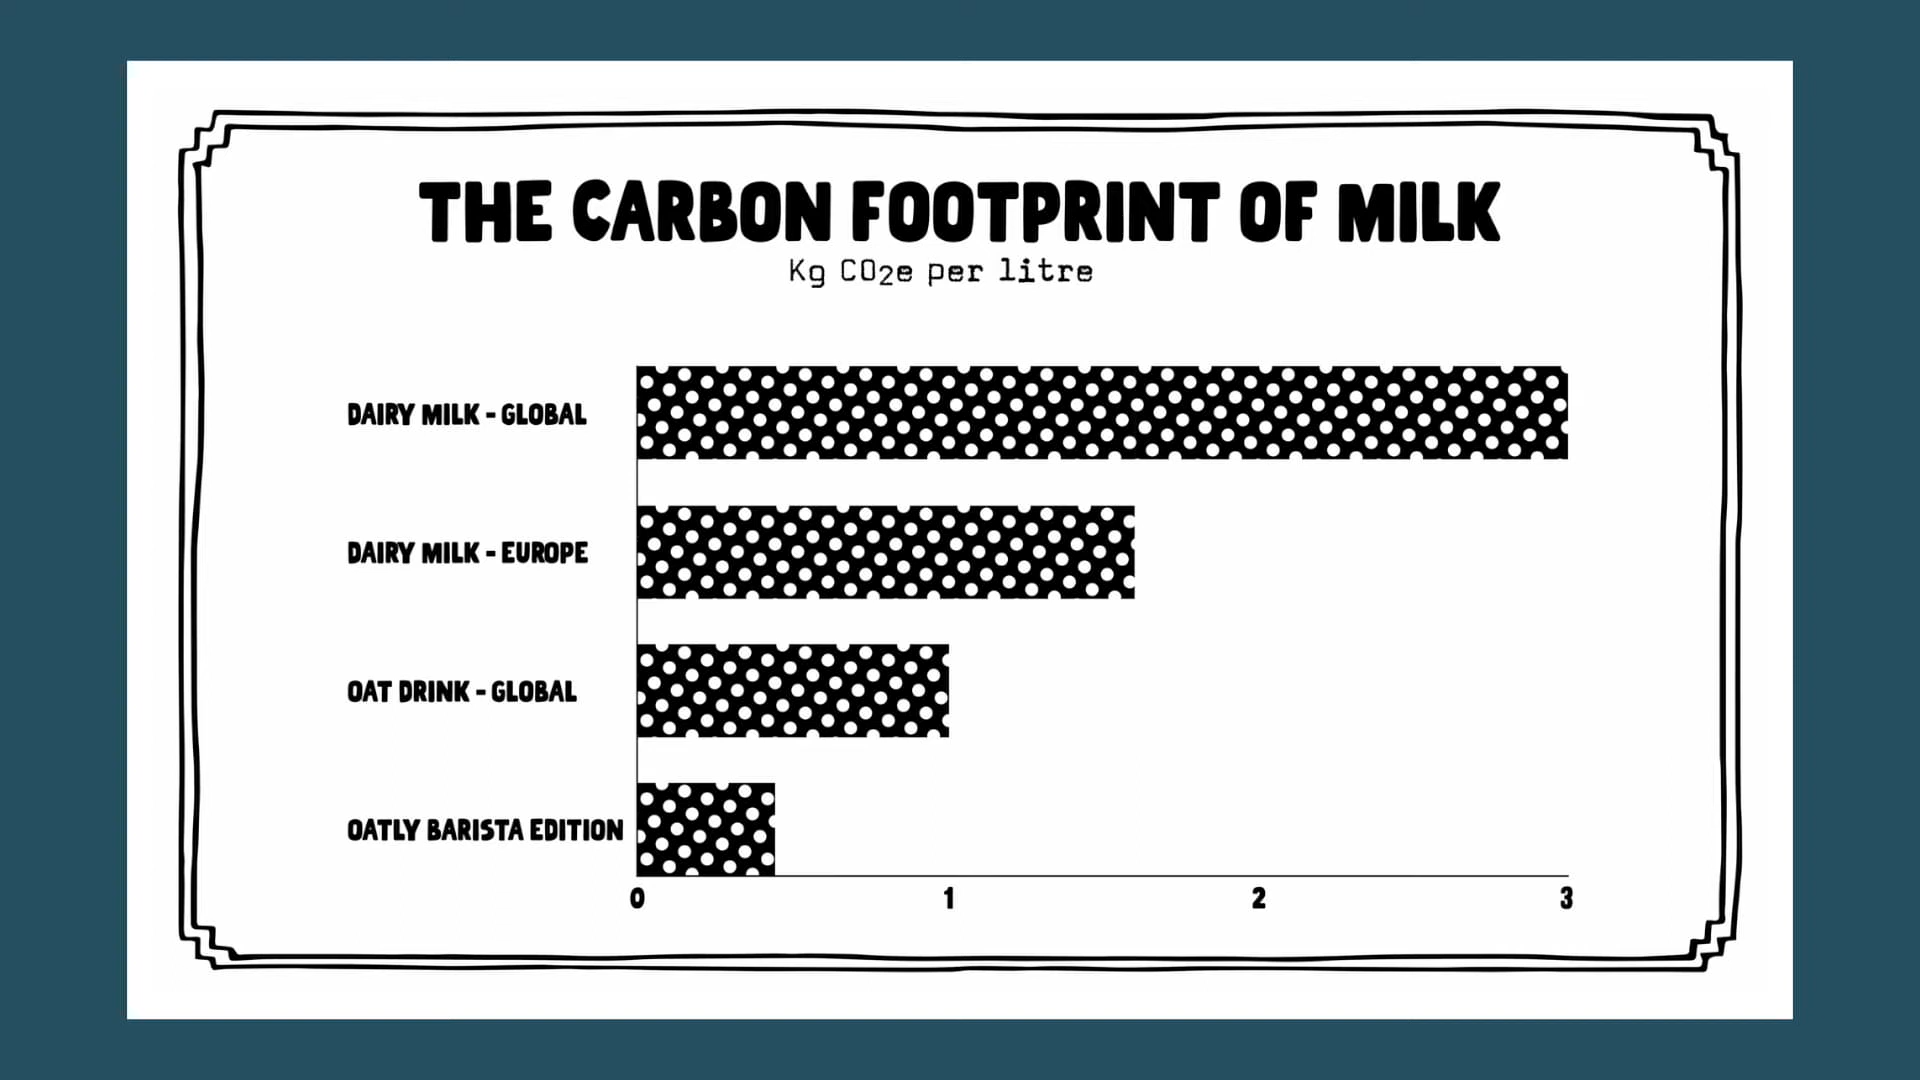 THE CARBON FOOTPRINT OF MILK
Kg CO2e per litre
DAIRY MILK - GLOBAL
DAIRY MILK - EUROPE
OAT DRINK - GLOBAL
OATLY BARISTA EDITION
0 1 2 3